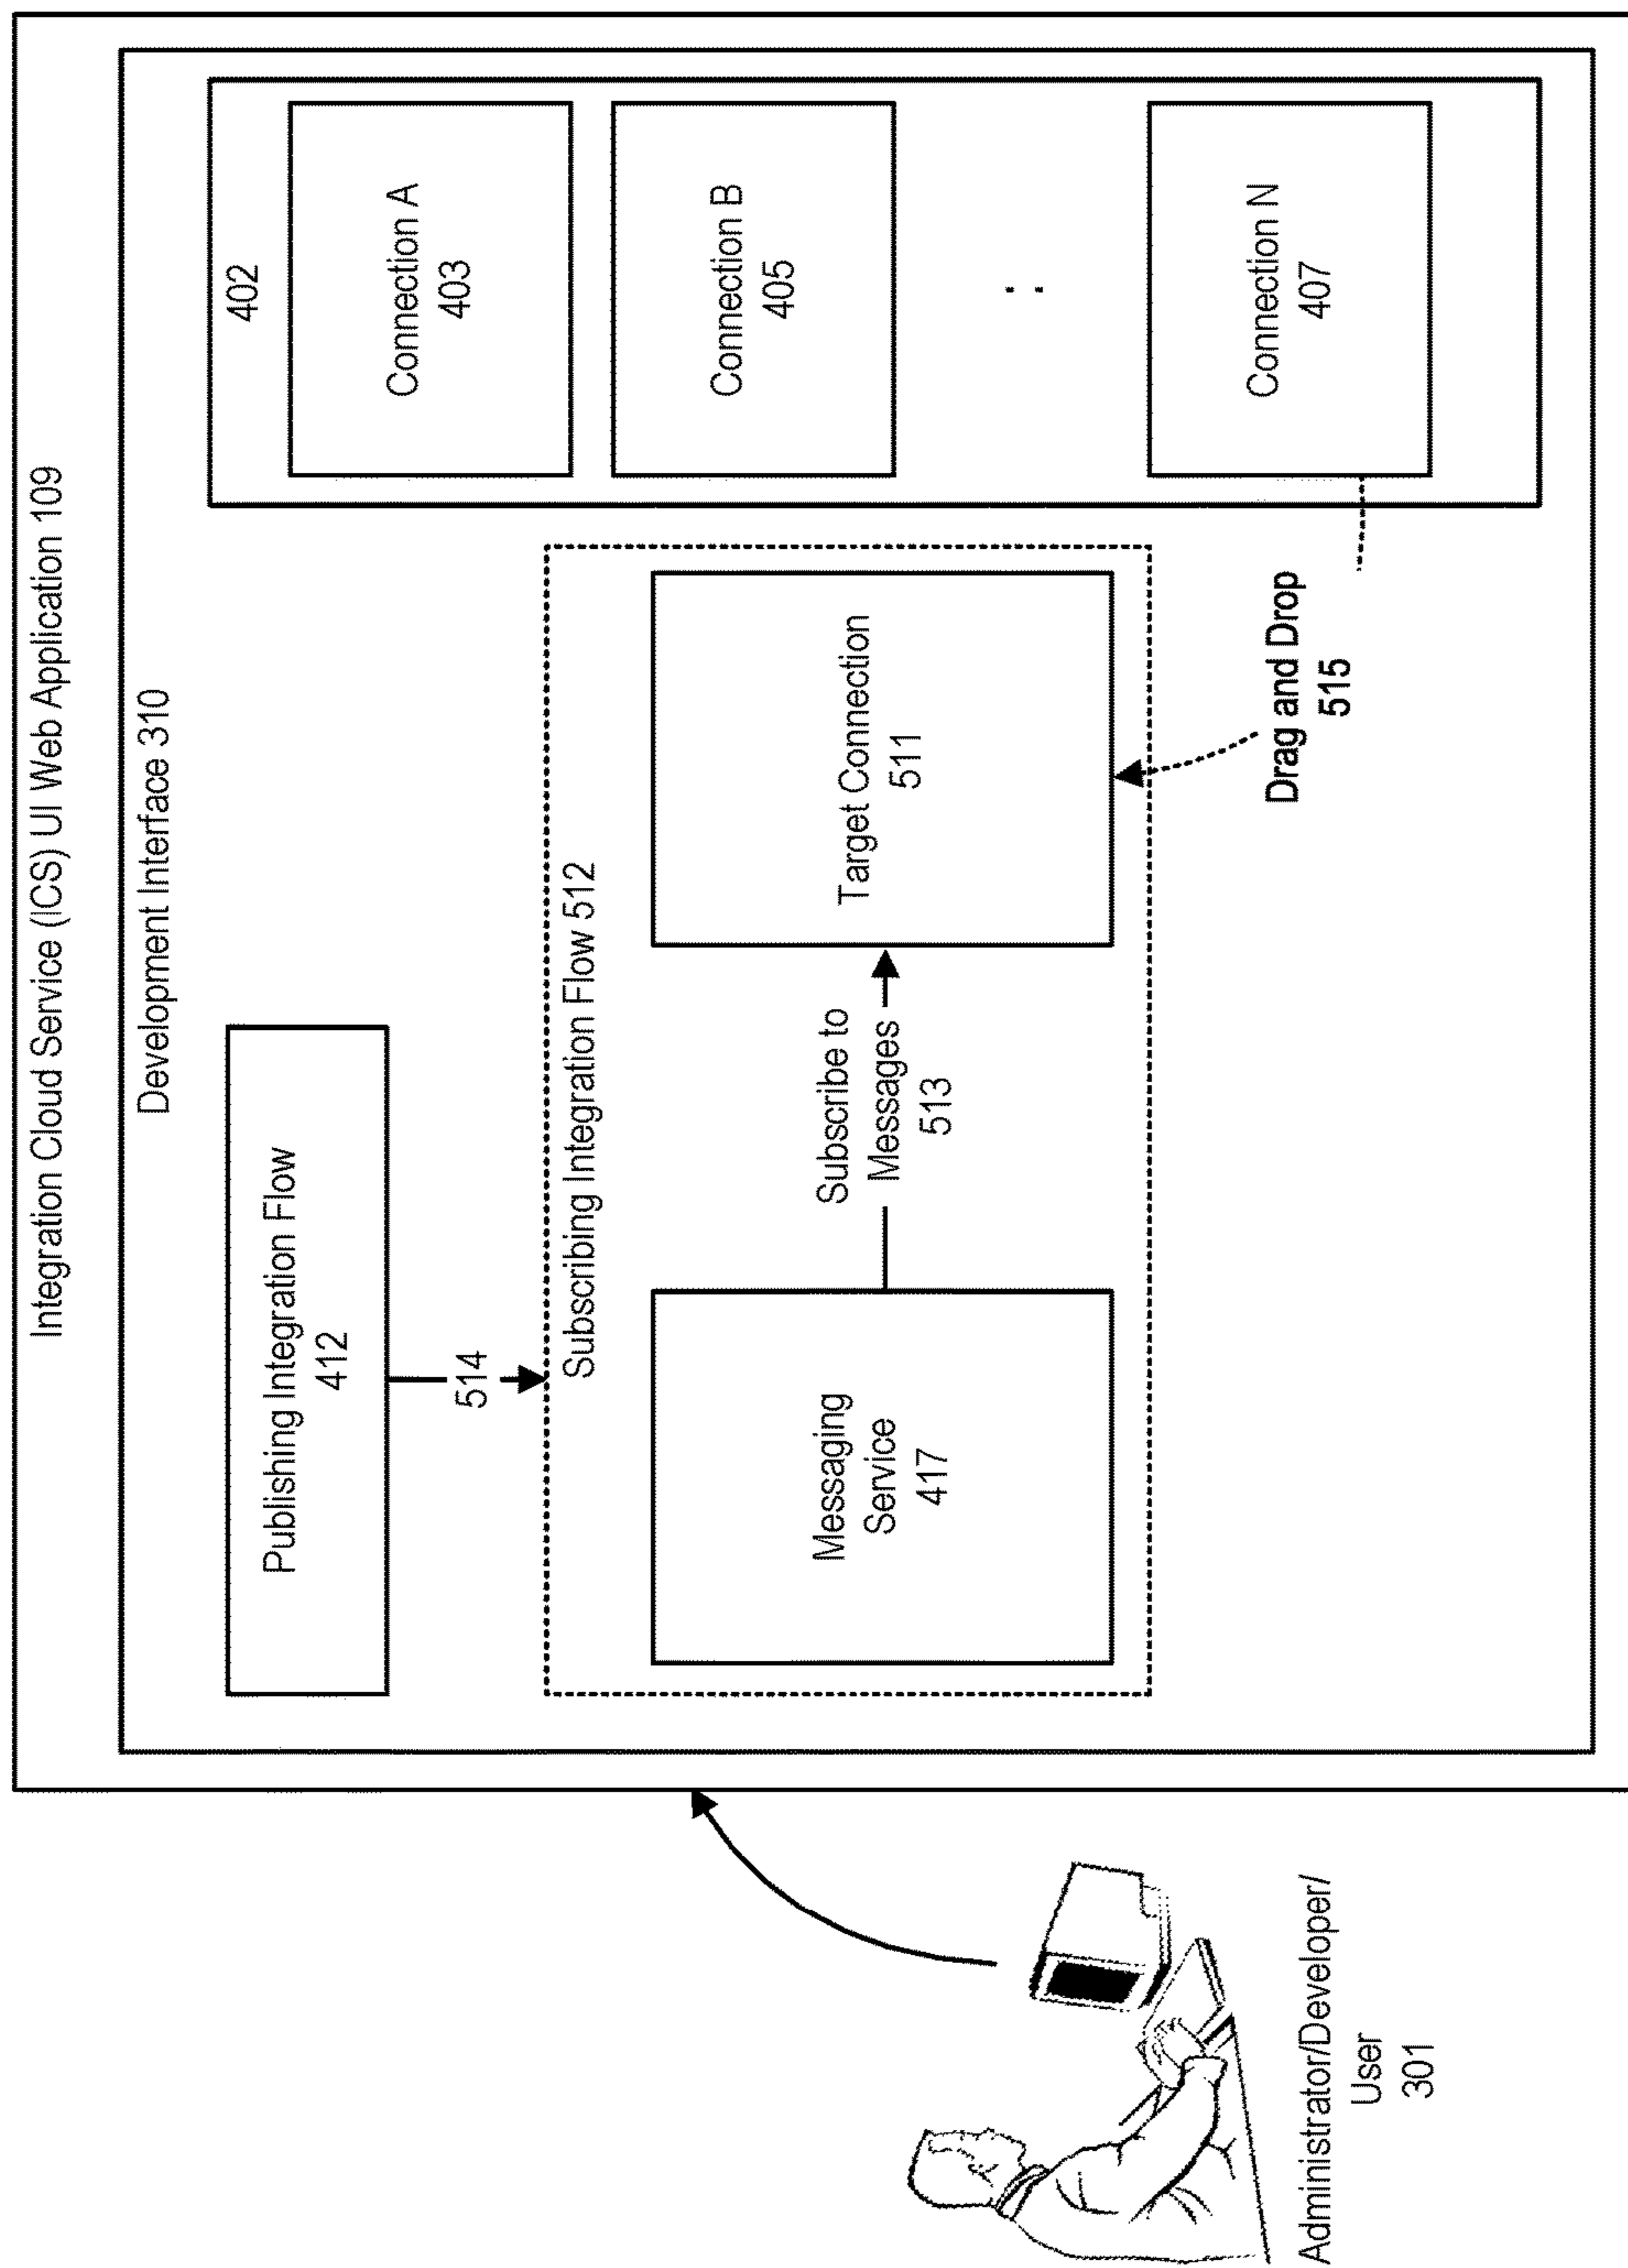 Integration Cloud Service (ICS) UI Web Application 109
Development Interface 310
Publishing Integration Flow
412
514
Subscribing Integration Flow 512
Messaging
Service
417
Subscribe to
Messages
513
Target Connection
511
402
Connection A
403
Connection B
405
Connection N
407
Drag and Drop
515
Administrator/Developer/
User
301